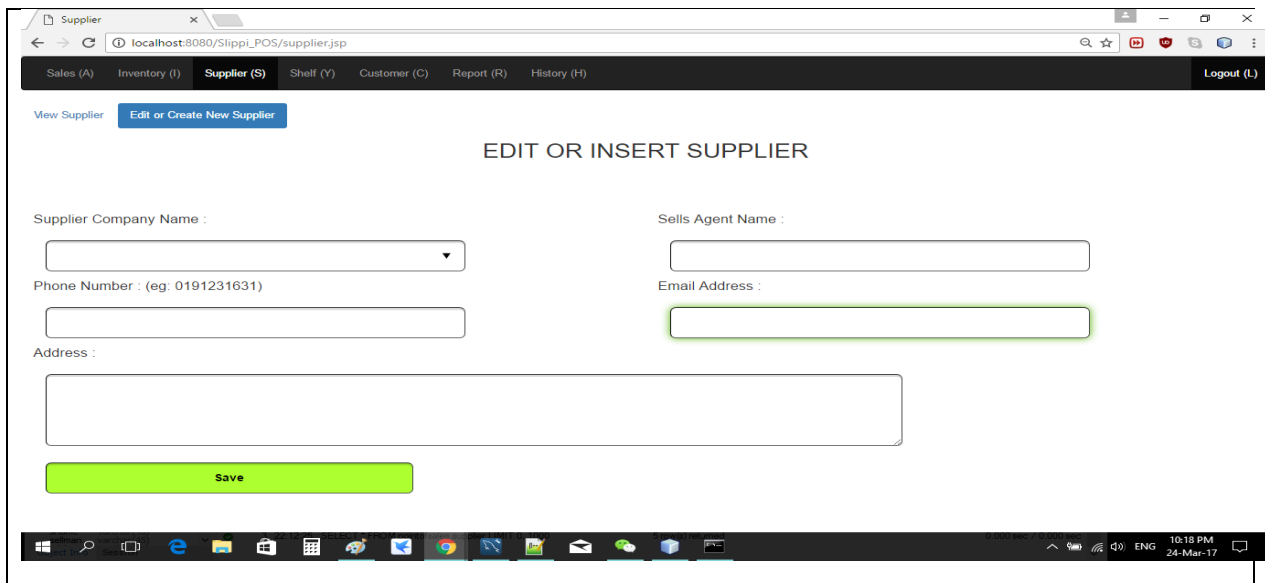 Supplier
localhost:8080/Slippi_POS/supplier.jsp
Sales (A) Inventory (I) Supplier (S) Shelf (Y) Customer (C) Report (R) History (H) Logout (L)
View Supplier Edit or Create New Supplier
EDIT OR INSERT SUPPLIER
Supplier Company Name : Sells Agent Name :
Phone Number : (eg: 0191231631) Email Address :
Address :
Save
ENG 10:18 PM
24-Mar-17